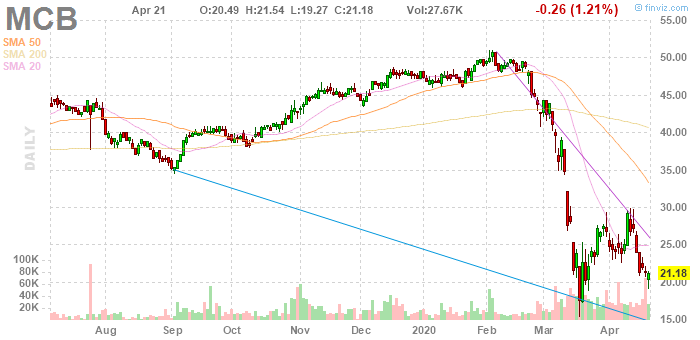 MCB Apr 21 O:20.49 H:21.54 L:19.27 C:21.18 Vol:27.67K -0.26 (1.21%) © finviz.com
SMA 50
SMA 200
SMA 20
DAILY
55.00
50.00
45.00
40.00
35.00
30.00
25.00
21.18
20.00
15.00
100K
80K
60K
40K
20K
Aug Sep Oct Nov Dec 2020 Feb Mar Apr